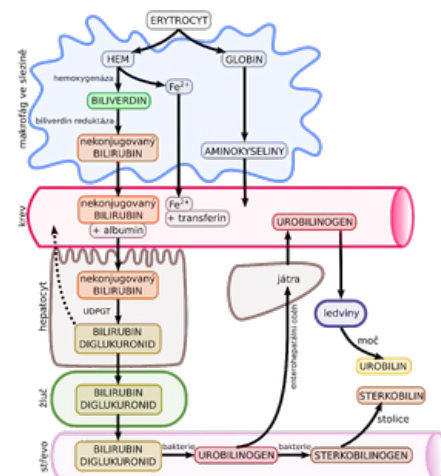 ERYTROCYT
HEM
GLOBIN
hemoxygenáza
Fe2+
BILIVERDIN
biliverdin reduktáza
makrofág ve slezině
nekonjugovaný
BILIRUBIN
AMINOKYSELINY
krev
nekonjugovaný
BILIRUBIN
+ albumin
Fe2+
+ transferin
UROBILINOGEN
hepatocyt
nekonjugovaný
BILIRUBIN
UDPGT
BILIRUBIN
DIGLUKURONID
játra
enterohepatální oběh
ledviny
moč
UROBILIN
žluč
BILIRUBIN
DIGLUKURONID
STERKOBILIN
stolice
střevo
BILIRUBIN
DIGLUKURONID
bakterie
UROBILINOGEN
bakterie
STERKOBILINOGEN